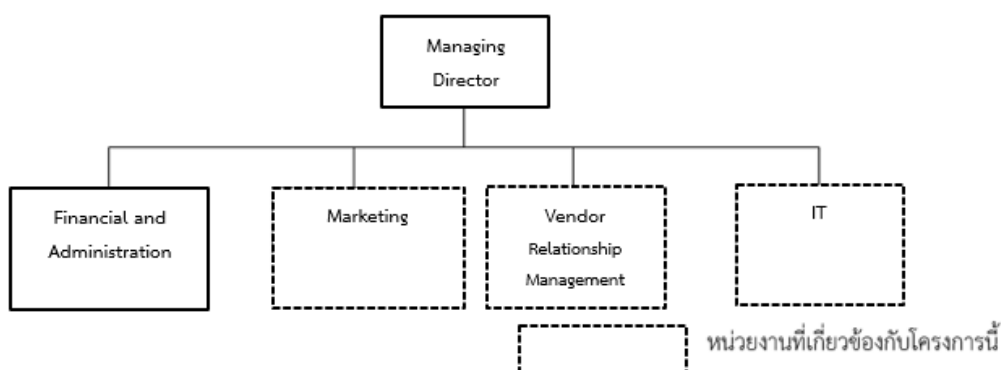 Managing
Director
Financial and
Administration
Marketing
Vendor
Relationship
Management
IT
หน่วยงานที่เกี่ยวข้องกับโครงการนี้